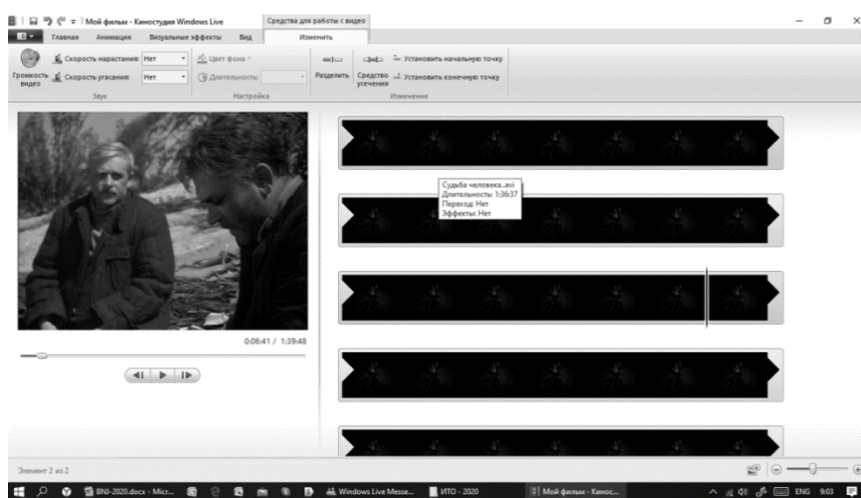 Мой фильм - Киностудия Windows Live
Средства для работы с видео
Главная Анимация Визуальные эффекты Вид Изменить
Громкость видео
Скорость нарастания: Нет
Скорость угасания: Нет
Звук
Цвет фона
Длительность:
Настройка
Разделить
Средство усечения
Установить начальную точку
Установить конечную точку
Изменение
Судьба человека..avi
Длительность: 1:36:37
Переход: Нет
Эффекты: Нет
0:06:41 / 1:39:48
Элемент 2 из 2
BNJ-2020.docx - Micr...
Windows Live Messe...
ИТО - 2020
Мой фильм - Кинос...
ENG
9:03